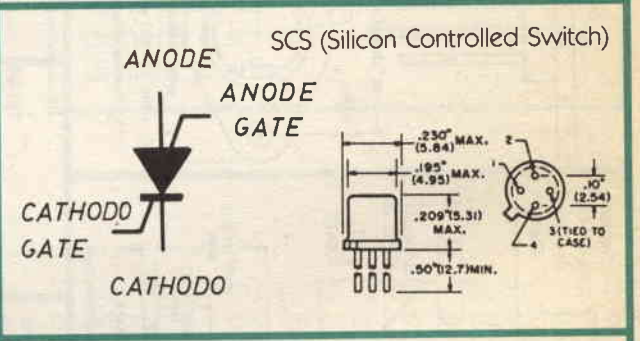 SCS (Silicon Controlled Switch)
ANODE
ANODE
GATE
CATHODO
GATE
CATHODO
.230" MAX.
(5.84)
.195" MAX.
(4.95)
.209"(5.31)
MAX.
.50"(12.7)MIN.
2
1
.10"
(2.54)
3(TIED TO
CASE)
4